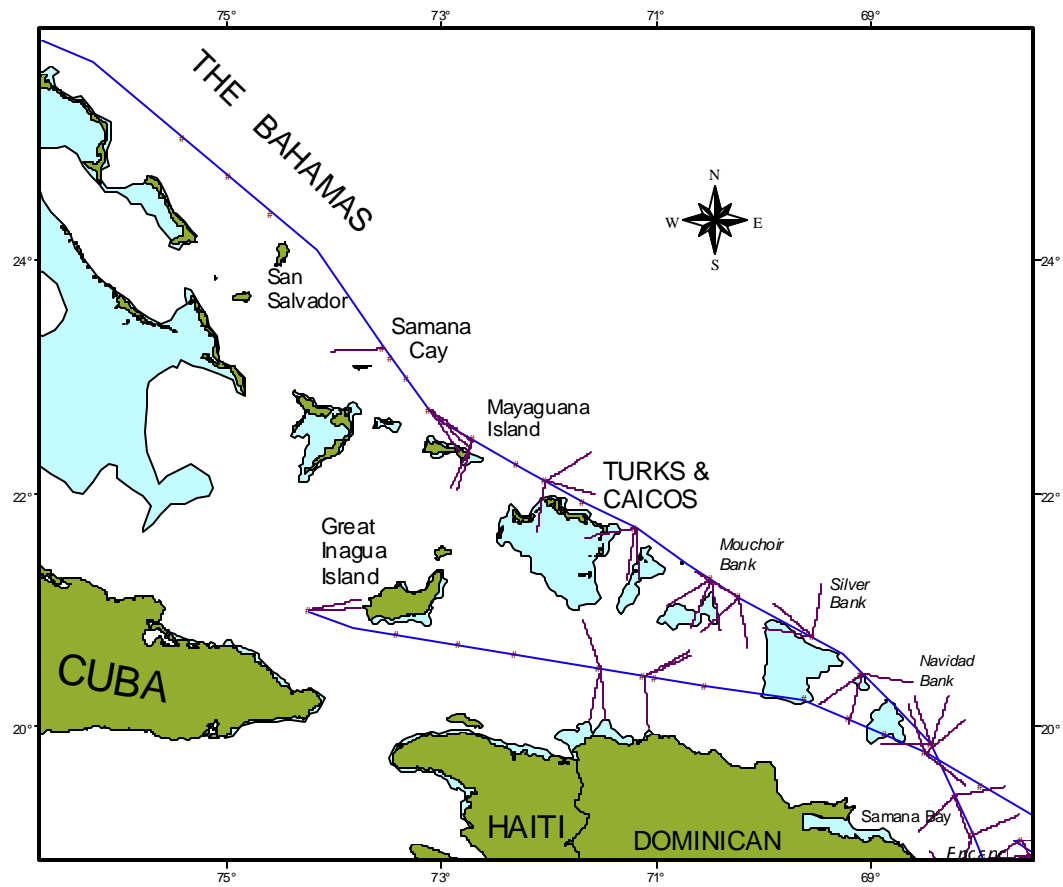 75°
73°
71°
69°
THE BAHAMAS
N
W
E
S
24°
24°
San
Salvador
Samana
Cay
Mayaguana
Island
22°
22°
TURKS &
CAICOS
Great
Inagua
Island
Mouchoir
Bank
Silver
Bank
Navidad
Bank
CUBA
20°
20°
Samana Bay
HAITI
DOMINICAN
75°
73°
71°
69°